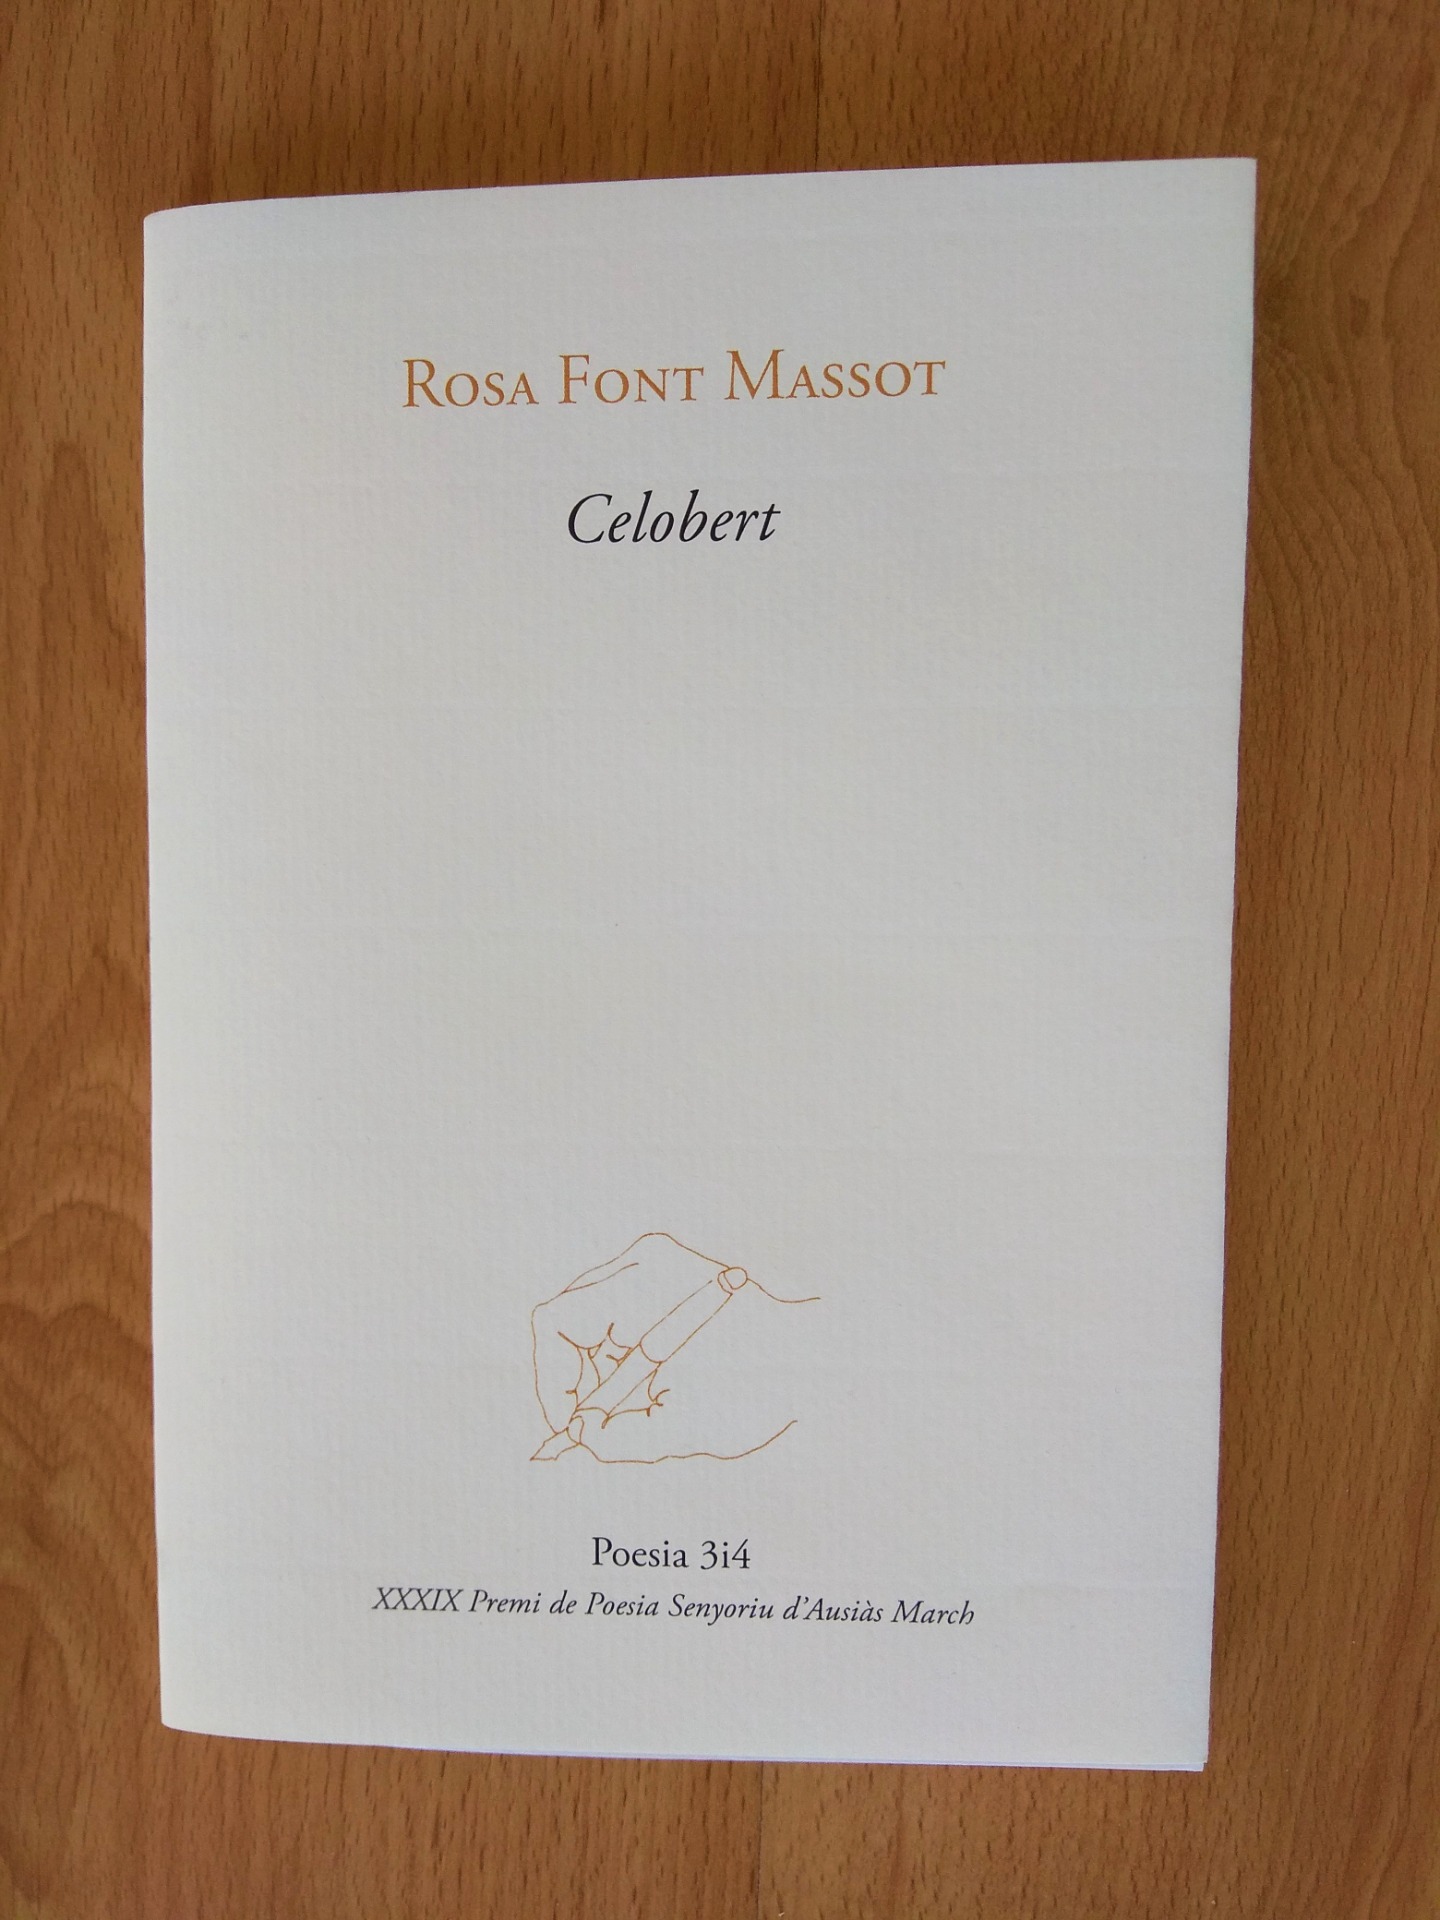 Rosa Font Massot
Celobert
Poesia 3i4
XXXIX Premi de Poesia Senyoriu d'Ausiàs March